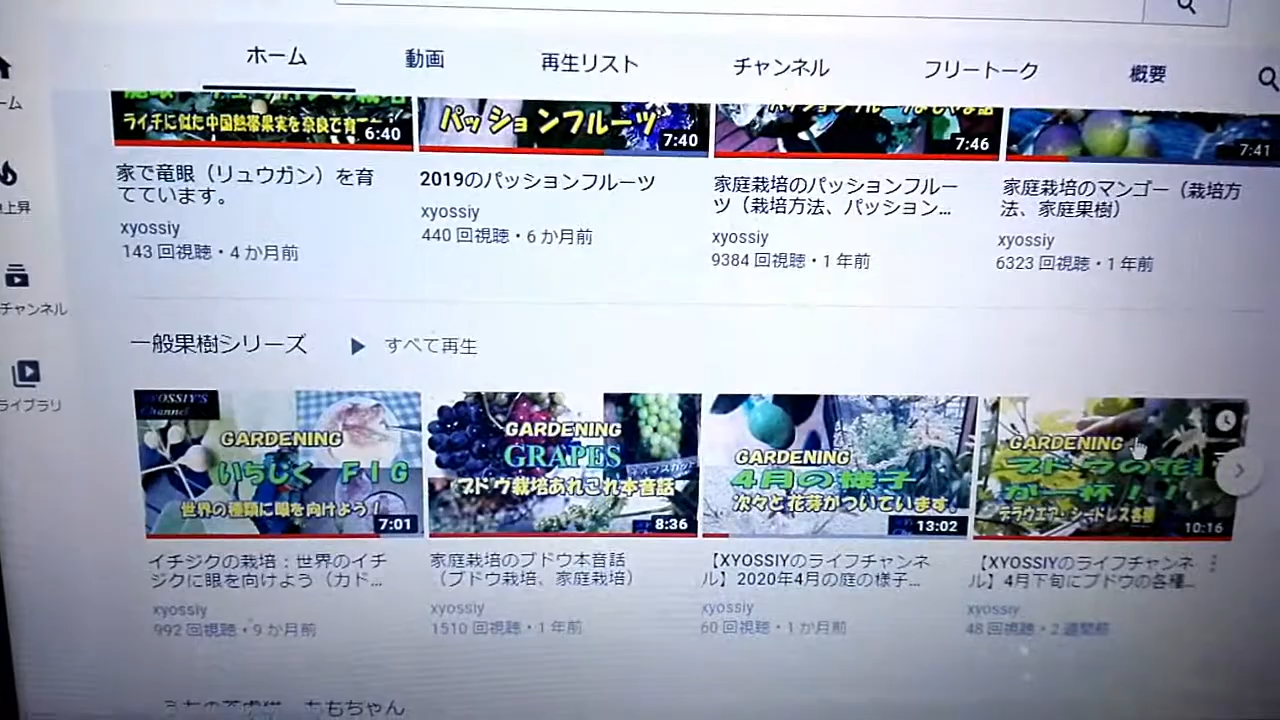 ホーム 動画 再生リスト チャンネル フリートーク 概要
ーム
ライチに似た中国熱帯果実を奈良で育
6:40
パッションフルーツ
7:40
7:46
7:41
家で竜眼（リュウガン）を育
てています。
xyossiy
143 回視聴・4 か月前
2019のパッションフルーツ
xyossiy
440 回視聴・6 か月前
家庭栽培のパッションフルー
ツ（栽培方法、パッション...
xyossiy
9384 回視聴・1 年前
家庭栽培のマンゴー（栽培方
法、家庭果樹）
xyossiy
6323 回視聴・1 年前
上昇
チャンネル
ライブラリ
一般果樹シリーズ ▶ すべて再生
XYOSSIY'S
Channel
GARDENING
いちじく FIG
世界の種類に眼を向けよう！
7:01
GARDENING
GRAPES
ブドウ栽培あれこれ本音話
8:36
GARDENING
4月の様子
次々と花芽がついています。
13:02
GARDENING
ブドウの花
が一杯！！
デラウエア・シードレス各種
10:16
イチジクの栽培：世界のイチ
ジクに眼を向けよう（カド...
xyossiy
992 回視聴・9 か月前
家庭栽培のブドウ本音話
（ブドウ栽培、家庭栽培）
xyossiy
1510 回視聴・1 年前
【XYOSSIYのライフチャンネ
ル】2020年4月の庭の様子...
xyossiy
60 回視聴・1 か月前
【XYOSSIYのライフチャンネ
ル】4月下旬にブドウの各種...
xyossiy
48 回視聴・2 週間前
ちゃん